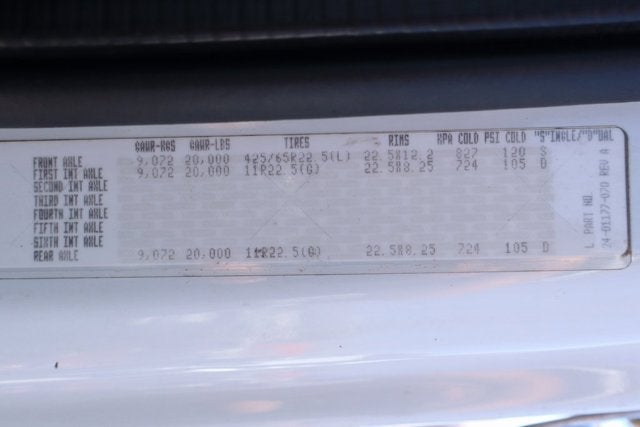 GAWR-KGS GAWR-LBS TIRES RIMS KPA COLD PSI COLD "S"INGLE/"D"UAL
FRONT AXLE 9,072 20,000 425/65R22.5(L) 22.5X12.2 827 120 S
FIRST INT AXLE 9,072 20,000 11R22.5(G) 22.5X8.25 724 105 D
SECOND INT AXLE
THIRD INT AXLE
FOURTH INT AXLE
FIFTH INT AXLE
SIXTH INT AXLE
REAR AXLE 9,072 20,000 11R22.5(G) 22.5X8.25 724 105 D
L PART NO.
24-01177-070 REV A